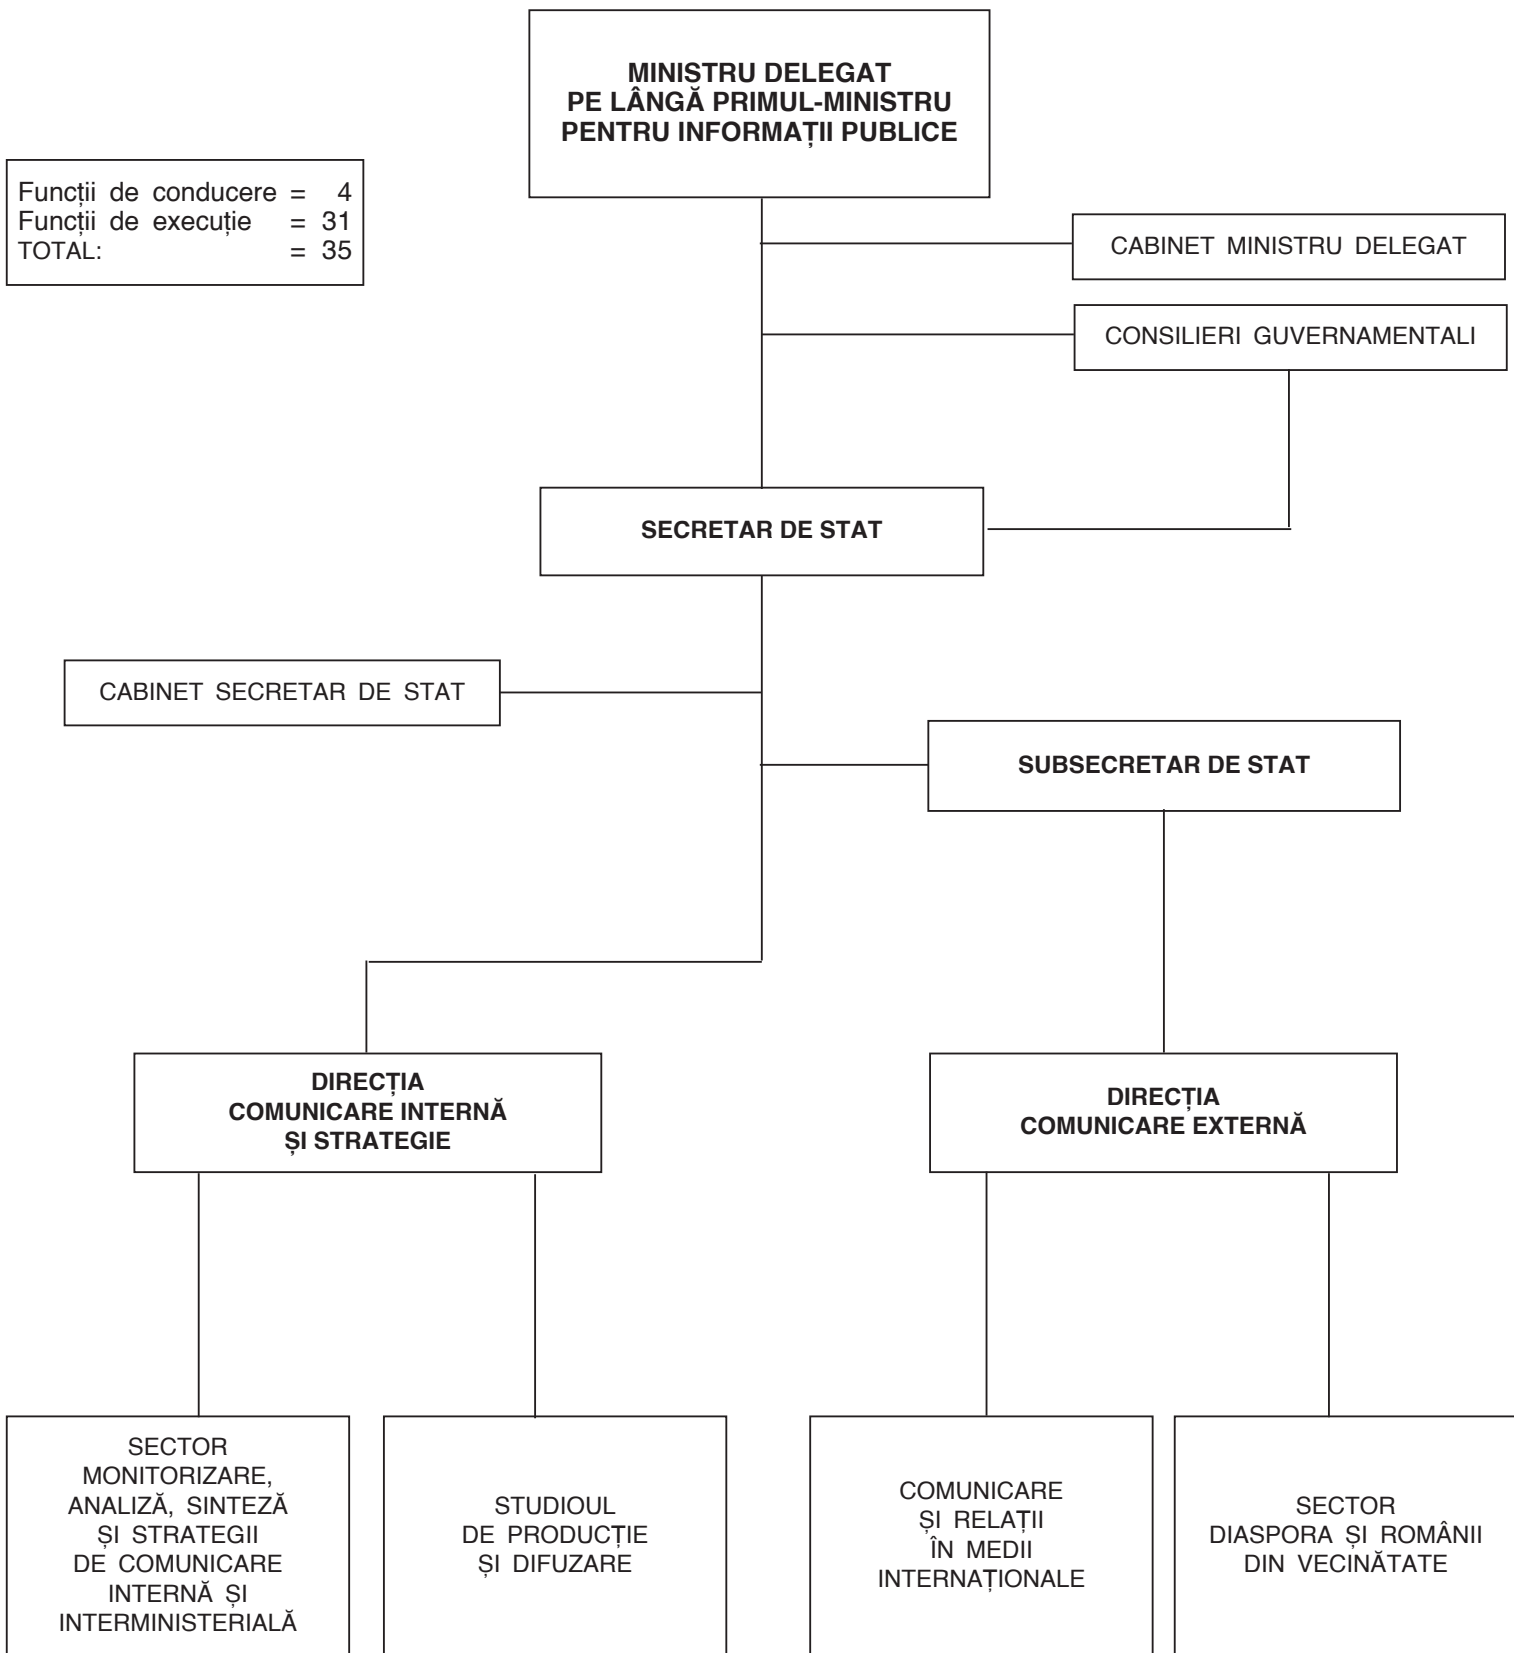 MINISTRU DELEGAT
PE LÂNGĂ PRIMUL-MINISTRU
PENTRU INFORMAȚII PUBLICE
Funcții de conducere = 4
Funcții de execuție = 31
TOTAL: = 35
CABINET MINISTRU DELEGAT
CONSILIERI GUVERNAMENTALI
SECRETAR DE STAT
CABINET SECRETAR DE STAT
SUBSECRETAR DE STAT
DIRECȚIA
COMUNICARE INTERNĂ
ȘI STRATEGIE
DIRECȚIA
COMUNICARE EXTERNĂ
SECTOR
MONITORIZARE,
ANALIZĂ, SINTEZĂ
ȘI STRATEGII
DE COMUNICARE
INTERNĂ ȘI
INTERMINISTERIALĂ
STUDIOUL
DE PRODUCȚIE
ȘI DIFUZARE
COMUNICARE
ȘI RELAȚII
ÎN MEDII
INTERNAȚIONALE
SECTOR
DIASPORA ȘI ROMÂNII
DIN VECINĂTATE